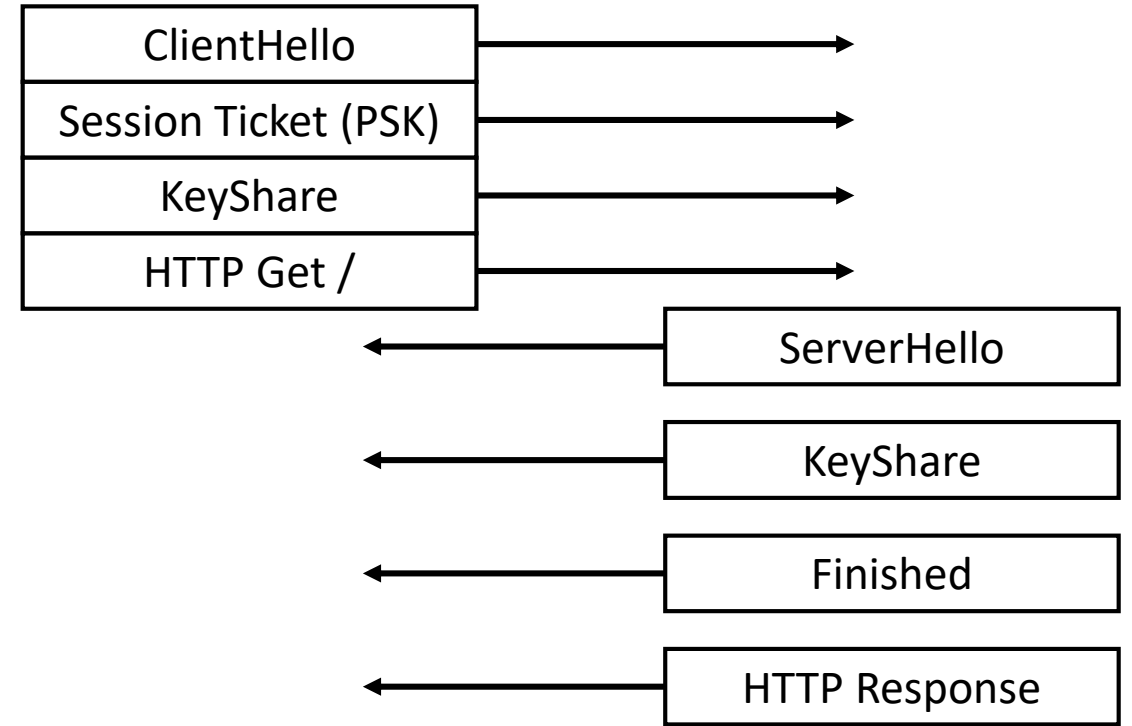 ClientHello
Session Ticket (PSK)
KeyShare
HTTP Get /
ServerHello
KeyShare
Finished
HTTP Response